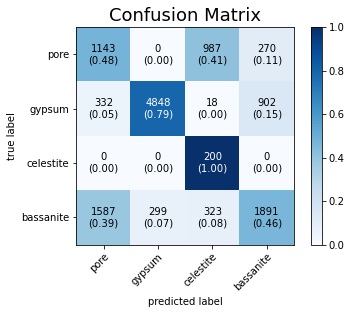 Confusion Matrix
1.0
pore 1143 0 987 270
(0.48) (0.00) (0.41) (0.11)
0.8
gypsum 332 4848 18 902
(0.05) (0.79) (0.00) (0.15)
0.6
true label
0.4
celestite 0 0 200 0
(0.00) (0.00) (1.00) (0.00)
0.2
bassanite 1587 299 323 1891
(0.39) (0.07) (0.08) (0.46)
0.0
pore gypsum celestite bassanite
predicted label